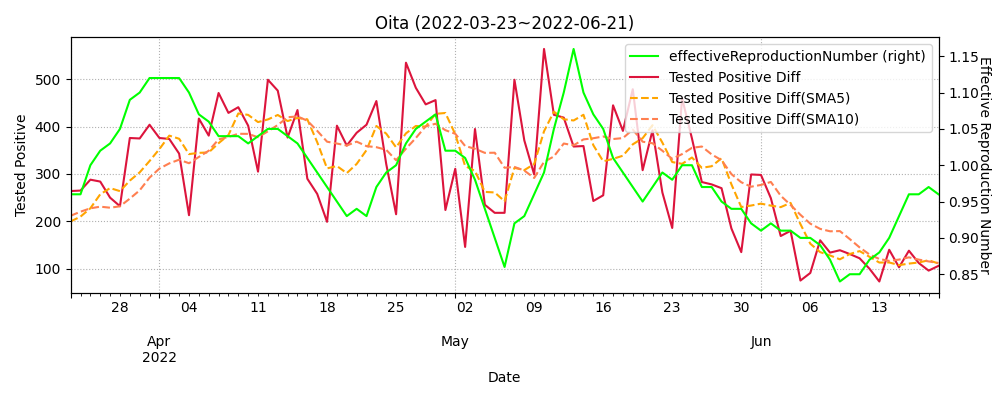 Oita (2022-03-23~2022-06-21)
effectiveReproductionNumber (right)
Tested Positive Diff
Tested Positive Diff(SMA5)
Tested Positive Diff(SMA10)
Tested Positive
500
400
300
200
100
1.15
1.10
1.05
1.00
0.95
0.90
0.85
Effective Reproduction Number
28 04 11 18 25 02 09 16 23 30 06 13
Apr May Jun
2022
Date